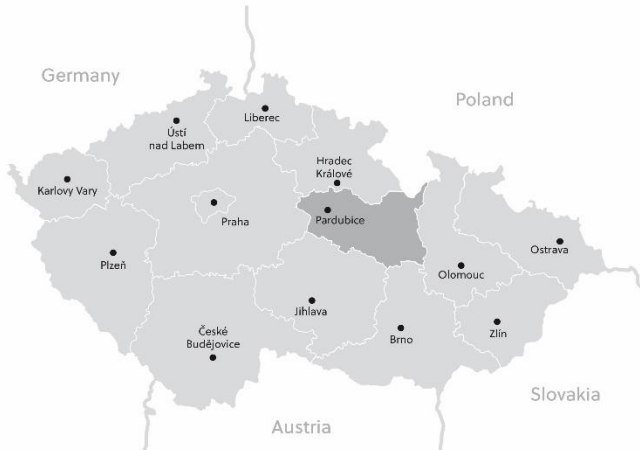 Germany
Poland
Liberec
Ústí
nad Labem
Hradec
Králové
Karlovy Vary
Praha
Pardubice
Plzeň
Olomouc
Ostrava
Jihlava
České
Budějovice
Brno
Zlín
Slovakia
Austria